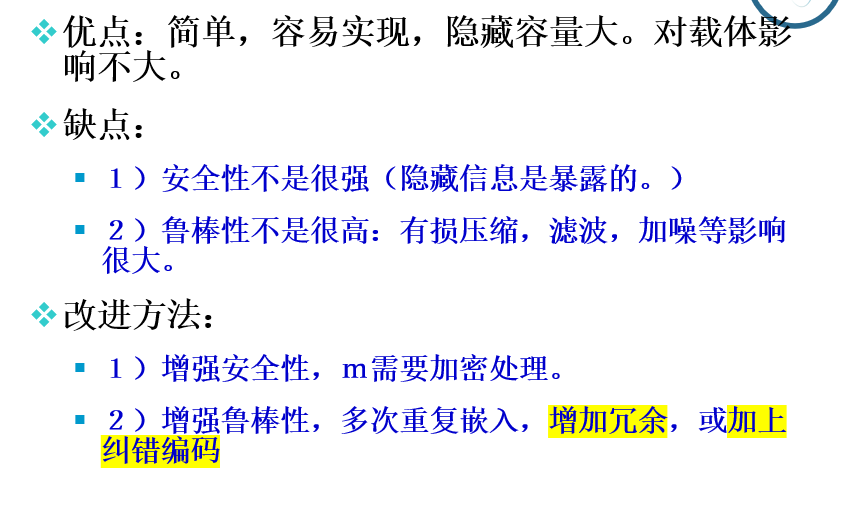 优点：简单，容易实现，隐藏容量大。对载体影
响不大。
缺点：
１）安全性不是很强（隐藏信息是暴露的。）
２）鲁棒性不是很高：有损压缩，滤波，加噪等影响
很大。
改进方法：
１）增强安全性，ｍ需要加密处理。
２）增强鲁棒性，多次重复嵌入，增加冗余，或加上
纠错编码